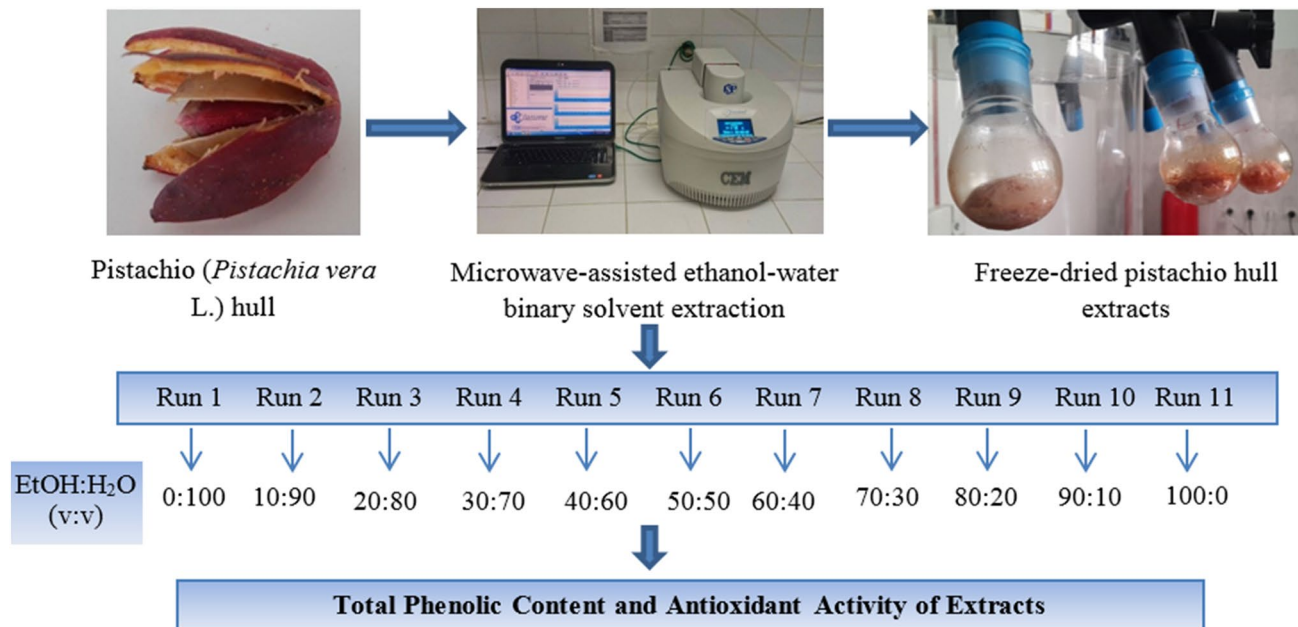 CEM
Pistachio (Pistachia vera
L.) hull
Microwave-assisted ethanol-water
binary solvent extraction
Freeze-dried pistachio hull
extracts
Run 1 Run 2 Run 3 Run 4 Run 5 Run 6 Run 7 Run 8 Run 9 Run 10 Run 11
EtOH:H₂O
(v:v)
0:100 10:90 20:80 30:70 40:60 50:50 60:40 70:30 80:20 90:10 100:0
Total Phenolic Content and Antioxidant Activity of Extracts